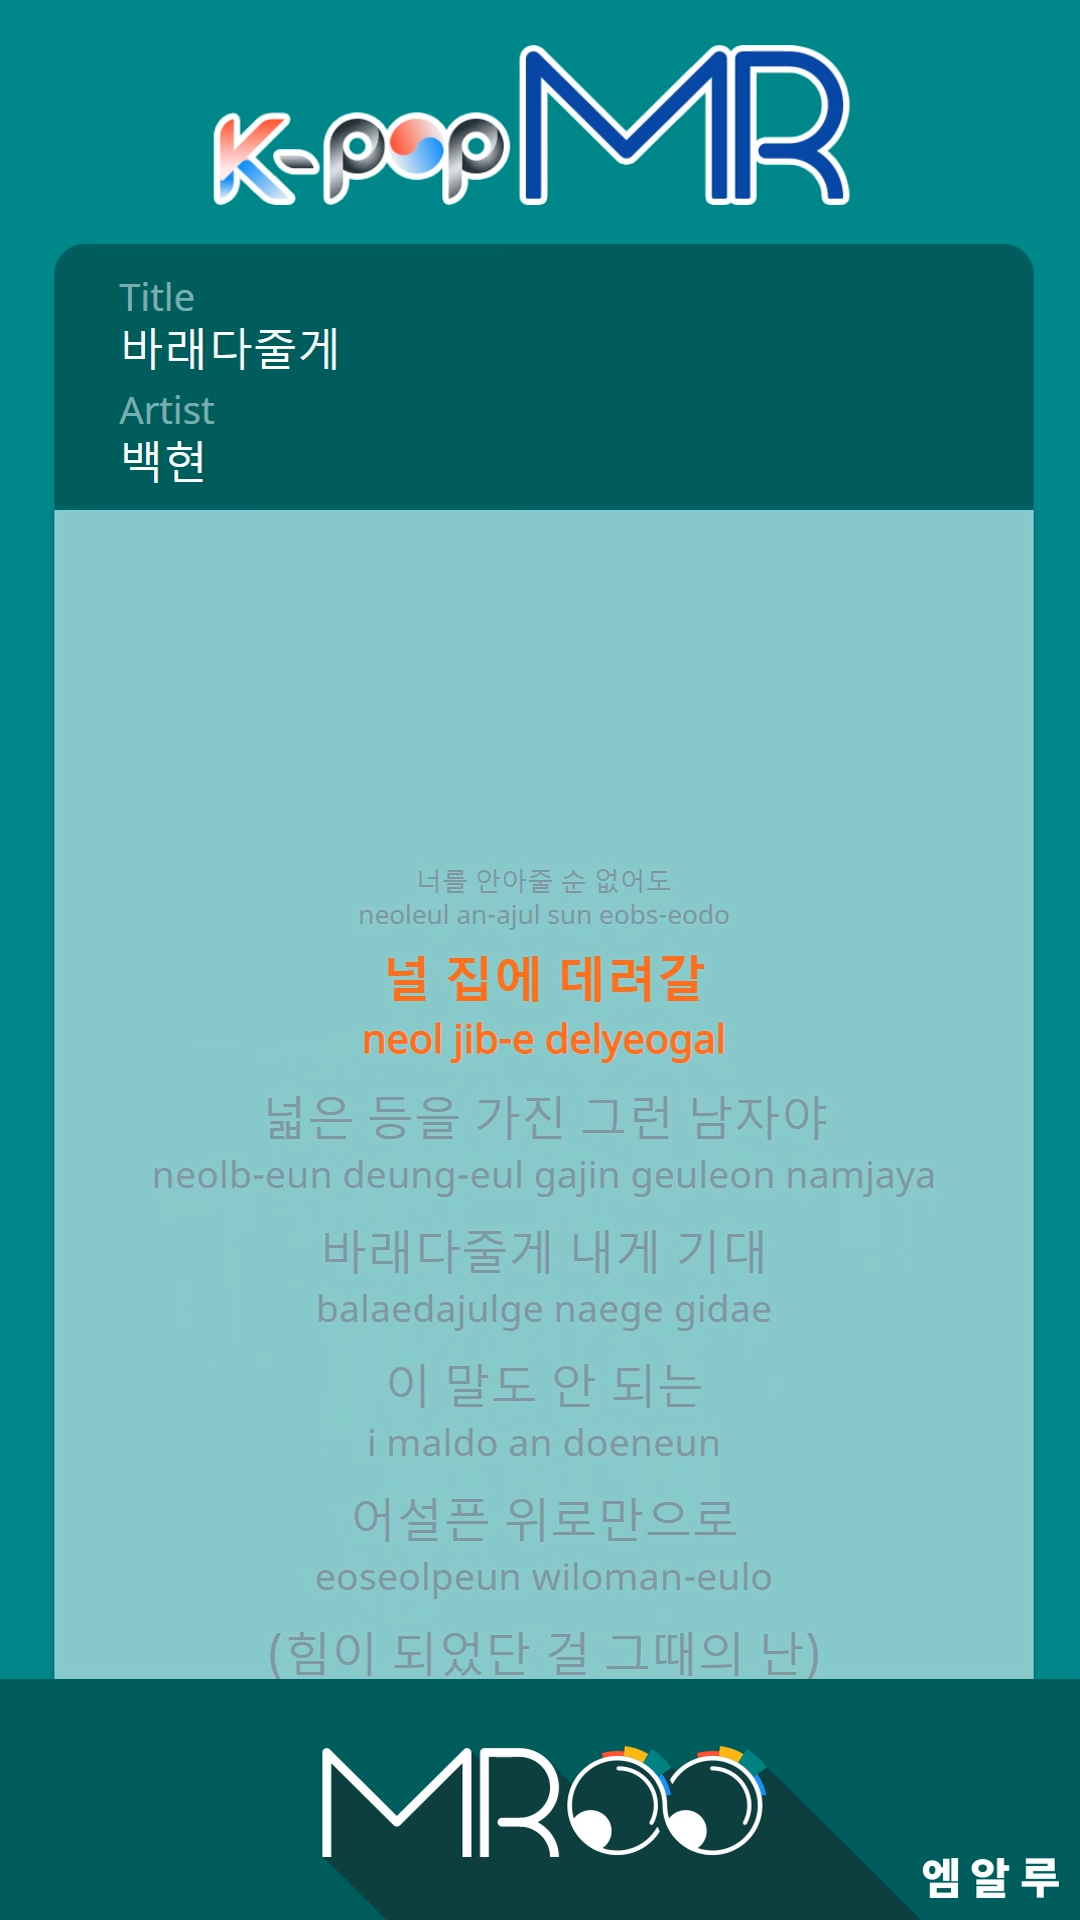 K-pop MR
Title
바래다줄게
Artist
백현
너를 안아줄 순 없어도
neoleul an-ajul sun eobs-eodo
널 집에 데려갈
neol jib-e delyeogal
넓은 등을 가진 그런 남자야
neolb-eun deung-eul gajin geuleon namjaya
바래다줄게 내게 기대
balaedajulge naege gidae
이 말도 안 되는
i maldo an doeneun
어설픈 위로만으로
eoseolpeun wiloman-eulo
(힘이 되었단 걸 그때의 난)
MROO
엠알루